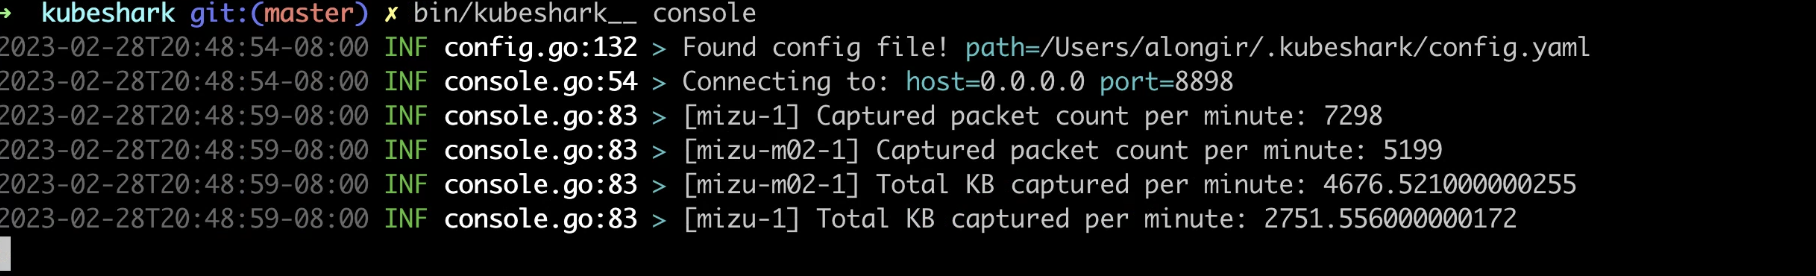 → kubeshark git:(master) ✗ bin/kubeshark__ console
2023-02-28T20:48:54-08:00 INF config.go:132 > Found config file! path=/Users/alongir/.kubeshark/config.yaml
2023-02-28T20:48:54-08:00 INF console.go:54 > Connecting to: host=0.0.0.0 port=8898
2023-02-28T20:48:59-08:00 INF console.go:83 > [mizu-1] Captured packet count per minute: 7298
2023-02-28T20:48:59-08:00 INF console.go:83 > [mizu-m02-1] Captured packet count per minute: 5199
2023-02-28T20:48:59-08:00 INF console.go:83 > [mizu-m02-1] Total KB captured per minute: 4676.521000000255
2023-02-28T20:48:59-08:00 INF console.go:83 > [mizu-1] Total KB captured per minute: 2751.556000000172